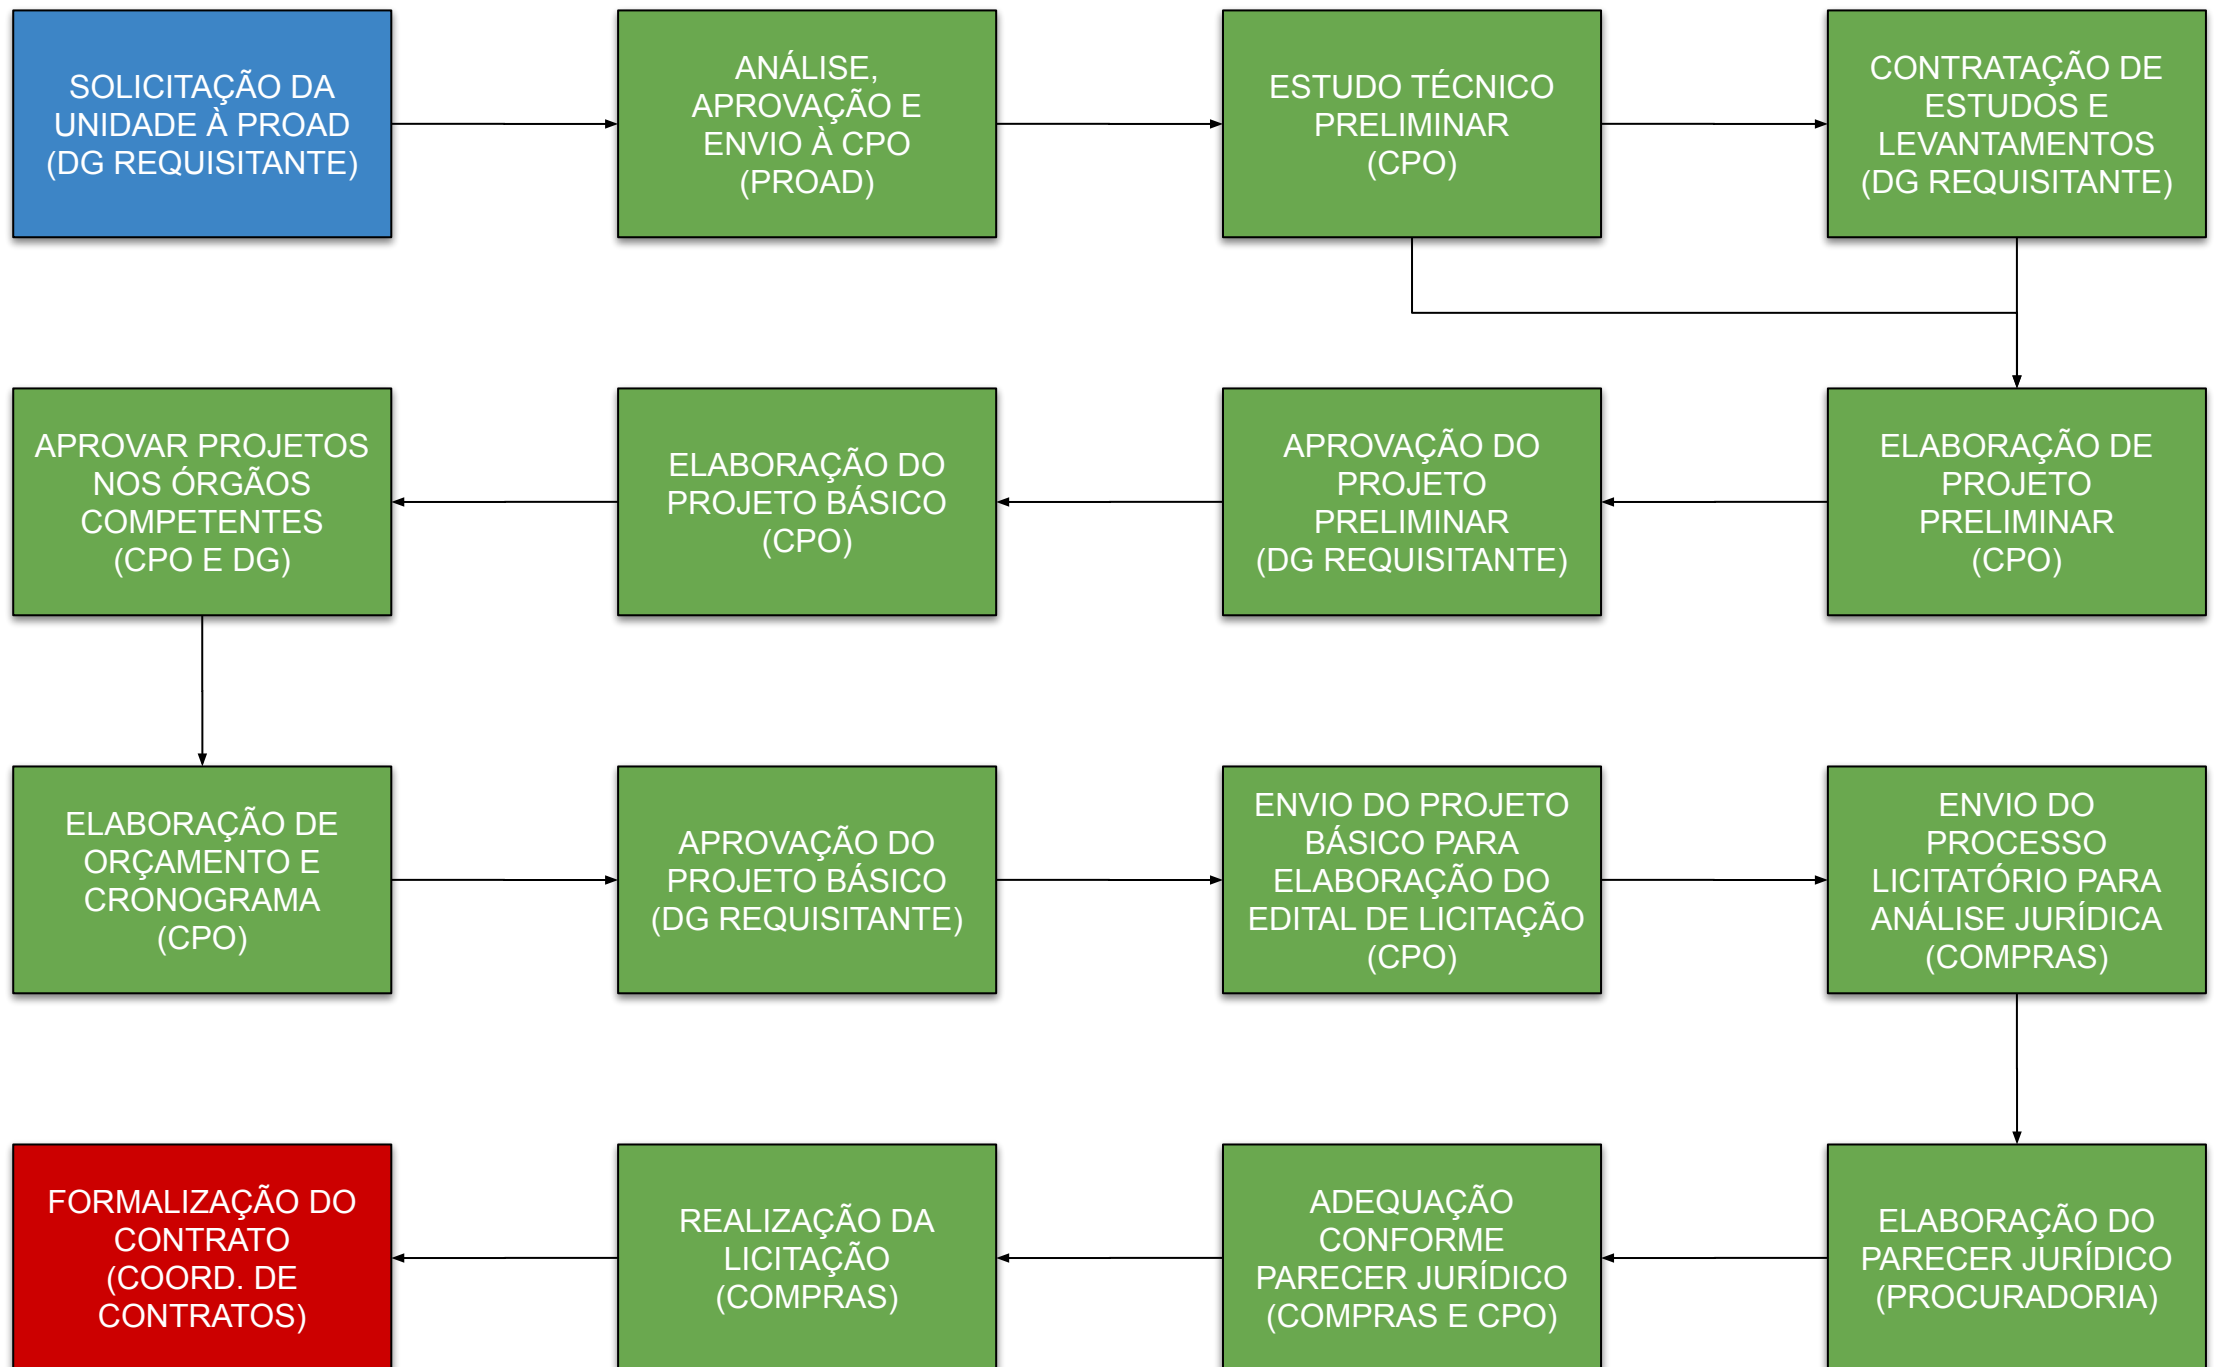 SOLICITAÇÃO DA
UNIDADE À PROAD
(DG REQUISITANTE)
ANÁLISE,
APROVAÇÃO E
ENVIO À CPO
(PROAD)
ESTUDO TÉCNICO
PRELIMINAR
(CPO)
CONTRATAÇÃO DE
ESTUDOS E
LEVANTAMENTOS
(DG REQUISITANTE)
APROVAR PROJETOS
NOS ÓRGÃOS
COMPETENTES
(CPO E DG)
ELABORAÇÃO DO
PROJETO BÁSICO
(CPO)
APROVAÇÃO DO
PROJETO
PRELIMINAR
(DG REQUISITANTE)
ELABORAÇÃO DE
PROJETO
PRELIMINAR
(CPO)
ELABORAÇÃO DE
ORÇAMENTO E
CRONOGRAMA
(CPO)
APROVAÇÃO DO
PROJETO BÁSICO
(DG REQUISITANTE)
ENVIO DO PROJETO
BÁSICO PARA
ELABORAÇÃO DO
EDITAL DE LICITAÇÃO
(CPO)
ENVIO DO
PROCESSO
LICITATÓRIO PARA
ANÁLISE JURÍDICA
(COMPRAS)
FORMALIZAÇÃO DO
CONTRATO
(COORD. DE
CONTRATOS)
REALIZAÇÃO DA
LICITAÇÃO
(COMPRAS)
ADEQUAÇÃO
CONFORME
PARECER JURÍDICO
(COMPRAS E CPO)
ELABORAÇÃO DO
PARECER JURÍDICO
(PROCURADORIA)